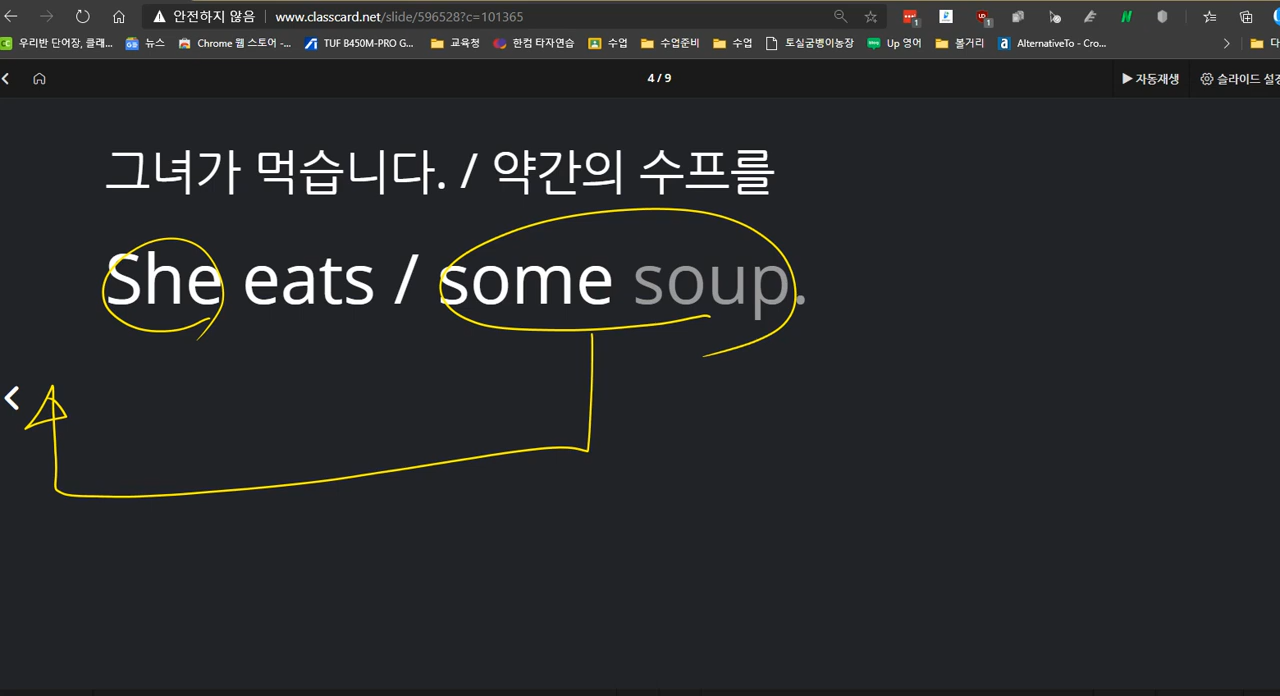 안전하지 않음 www.classcard.net/slide/596528?c=101365
우리반 단어장, 클래... 뉴스 Chrome 웹 스토어 -... TUF B450M-PRO G... 교육청 한컴 타자연습 수업 수업준비 수업 토실굼벵이농장 Up 영어 볼거리 AlternativeTo - Cro... 다
4 / 9 자동재생 슬라이드 설정
그녀가 먹습니다. / 약간의 수프를
She eats / some soup.